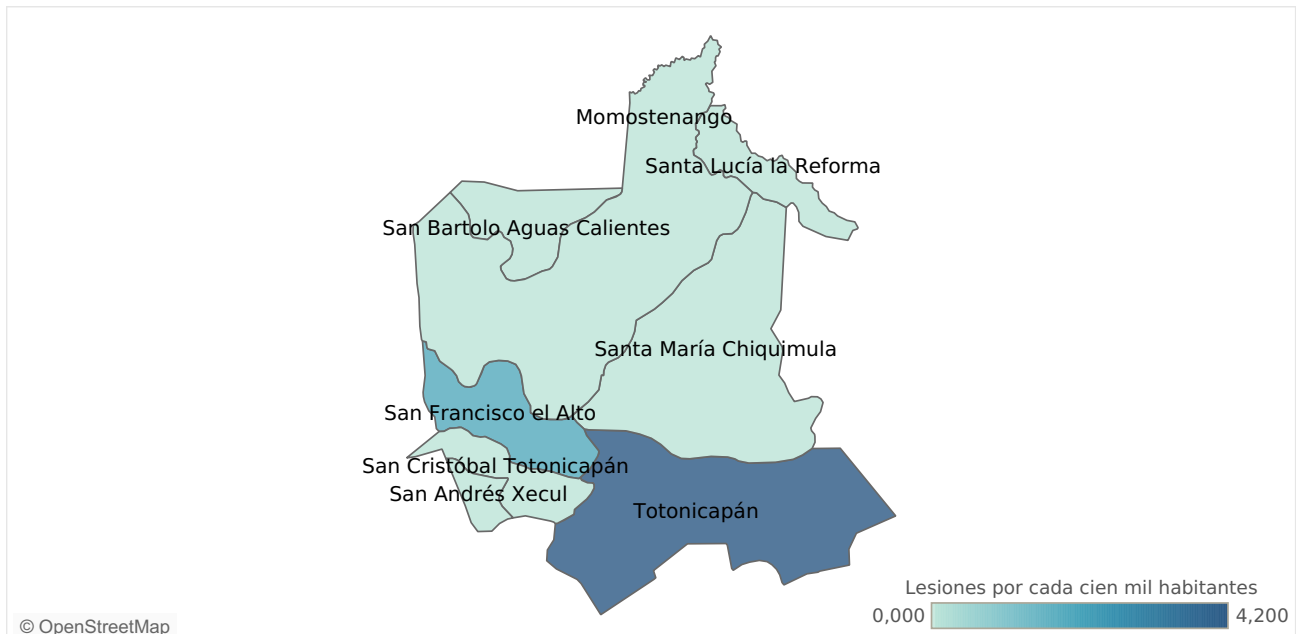 Momostenango
Santa Lucía la Reforma
San Bartolo Aguas Calientes
Santa María Chiquimula
San Francisco el Alto
San Cristóbal Totonicapán
San Andrés Xecul
Totonicapán
Lesiones por cada cien mil habitantes
0,000 4,200
© OpenStreetMap